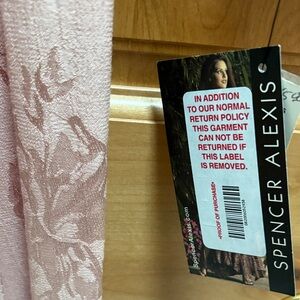 IN ADDITION
TO OUR NORMAL
RETURN POLICY
THIS GARMENT
CAN NOT BE
RETURNED IF
THIS LABEL
IS REMOVED.
•PROOF OF PURCHASE•
SPENCER ALEXIS